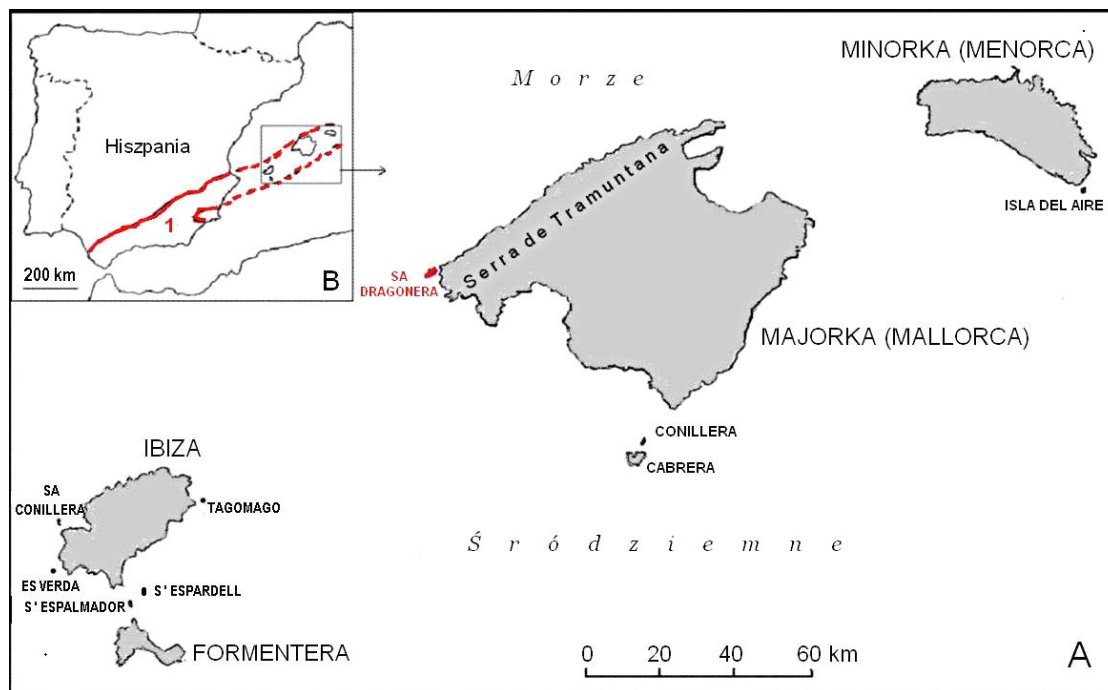 Hiszpania
1
200 km
B
M o r z e
MINORKA (MENORCA)
ISLA DEL AIRE
Serra de Tramuntana
SA
DRAGONERA
MAJORKA (MALLORCA)
CONILLERA
CABRERA
IBIZA
SA
CONILLERA
TAGOMAGO
ES VERDA
S' ESPARDELL
S' ESPALMADOR
FORMENTERA
Ś r ó d z i e m n e
0 20 40 60 km
A